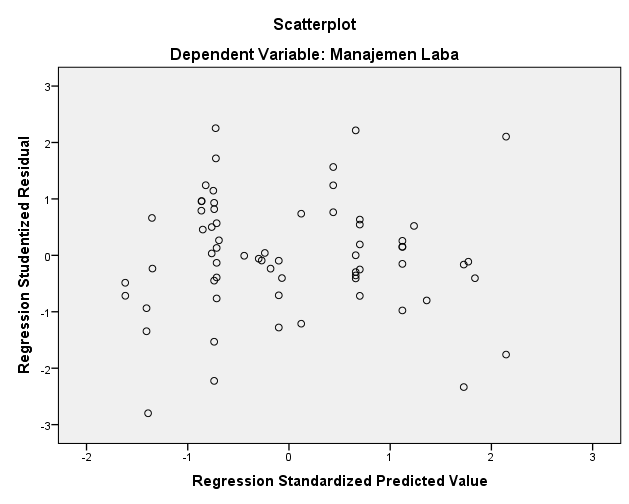 Scatterplot
Dependent Variable: Manajemen Laba
Regression Studentized Residual
3
2
1
0
-1
-2
-3
-2 -1 0 1 2 3
Regression Standardized Predicted Value